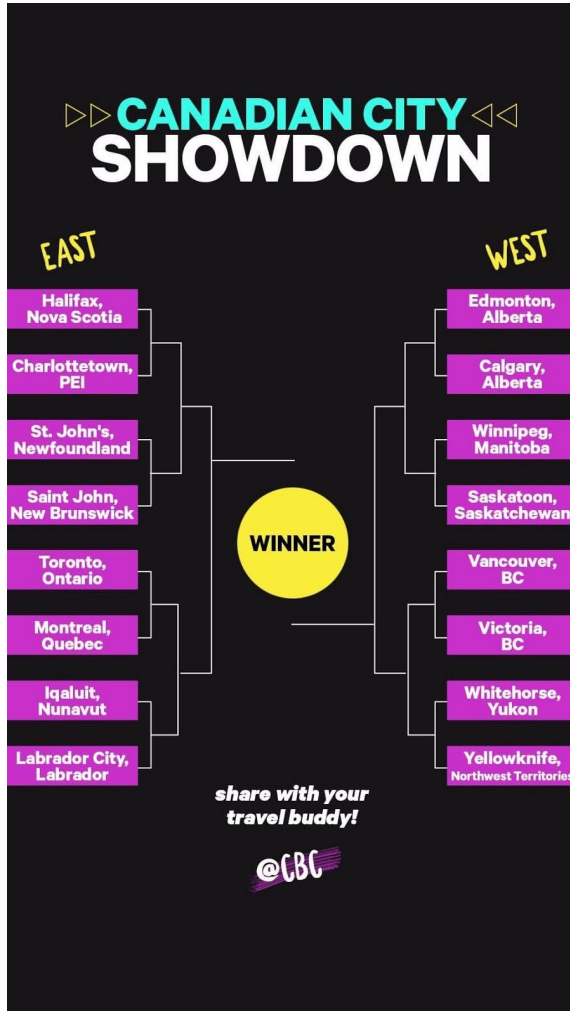 CANADIAN CITY
SHOWDOWN
EAST
Halifax,
Nova Scotia
Charlottetown,
PEI
St. John's,
Newfoundland
Saint John,
New Brunswick
Toronto,
Ontario
Montreal,
Quebec
Iqaluit,
Nunavut
Labrador City,
Labrador
WINNER
WEST
Edmonton,
Alberta
Calgary,
Alberta
Winnipeg,
Manitoba
Saskatoon,
Saskatchewan
Vancouver,
BC
Victoria,
BC
Whitehorse,
Yukon
Yellowknife,
Northwest Territories
share with your
travel buddy!
@CBC